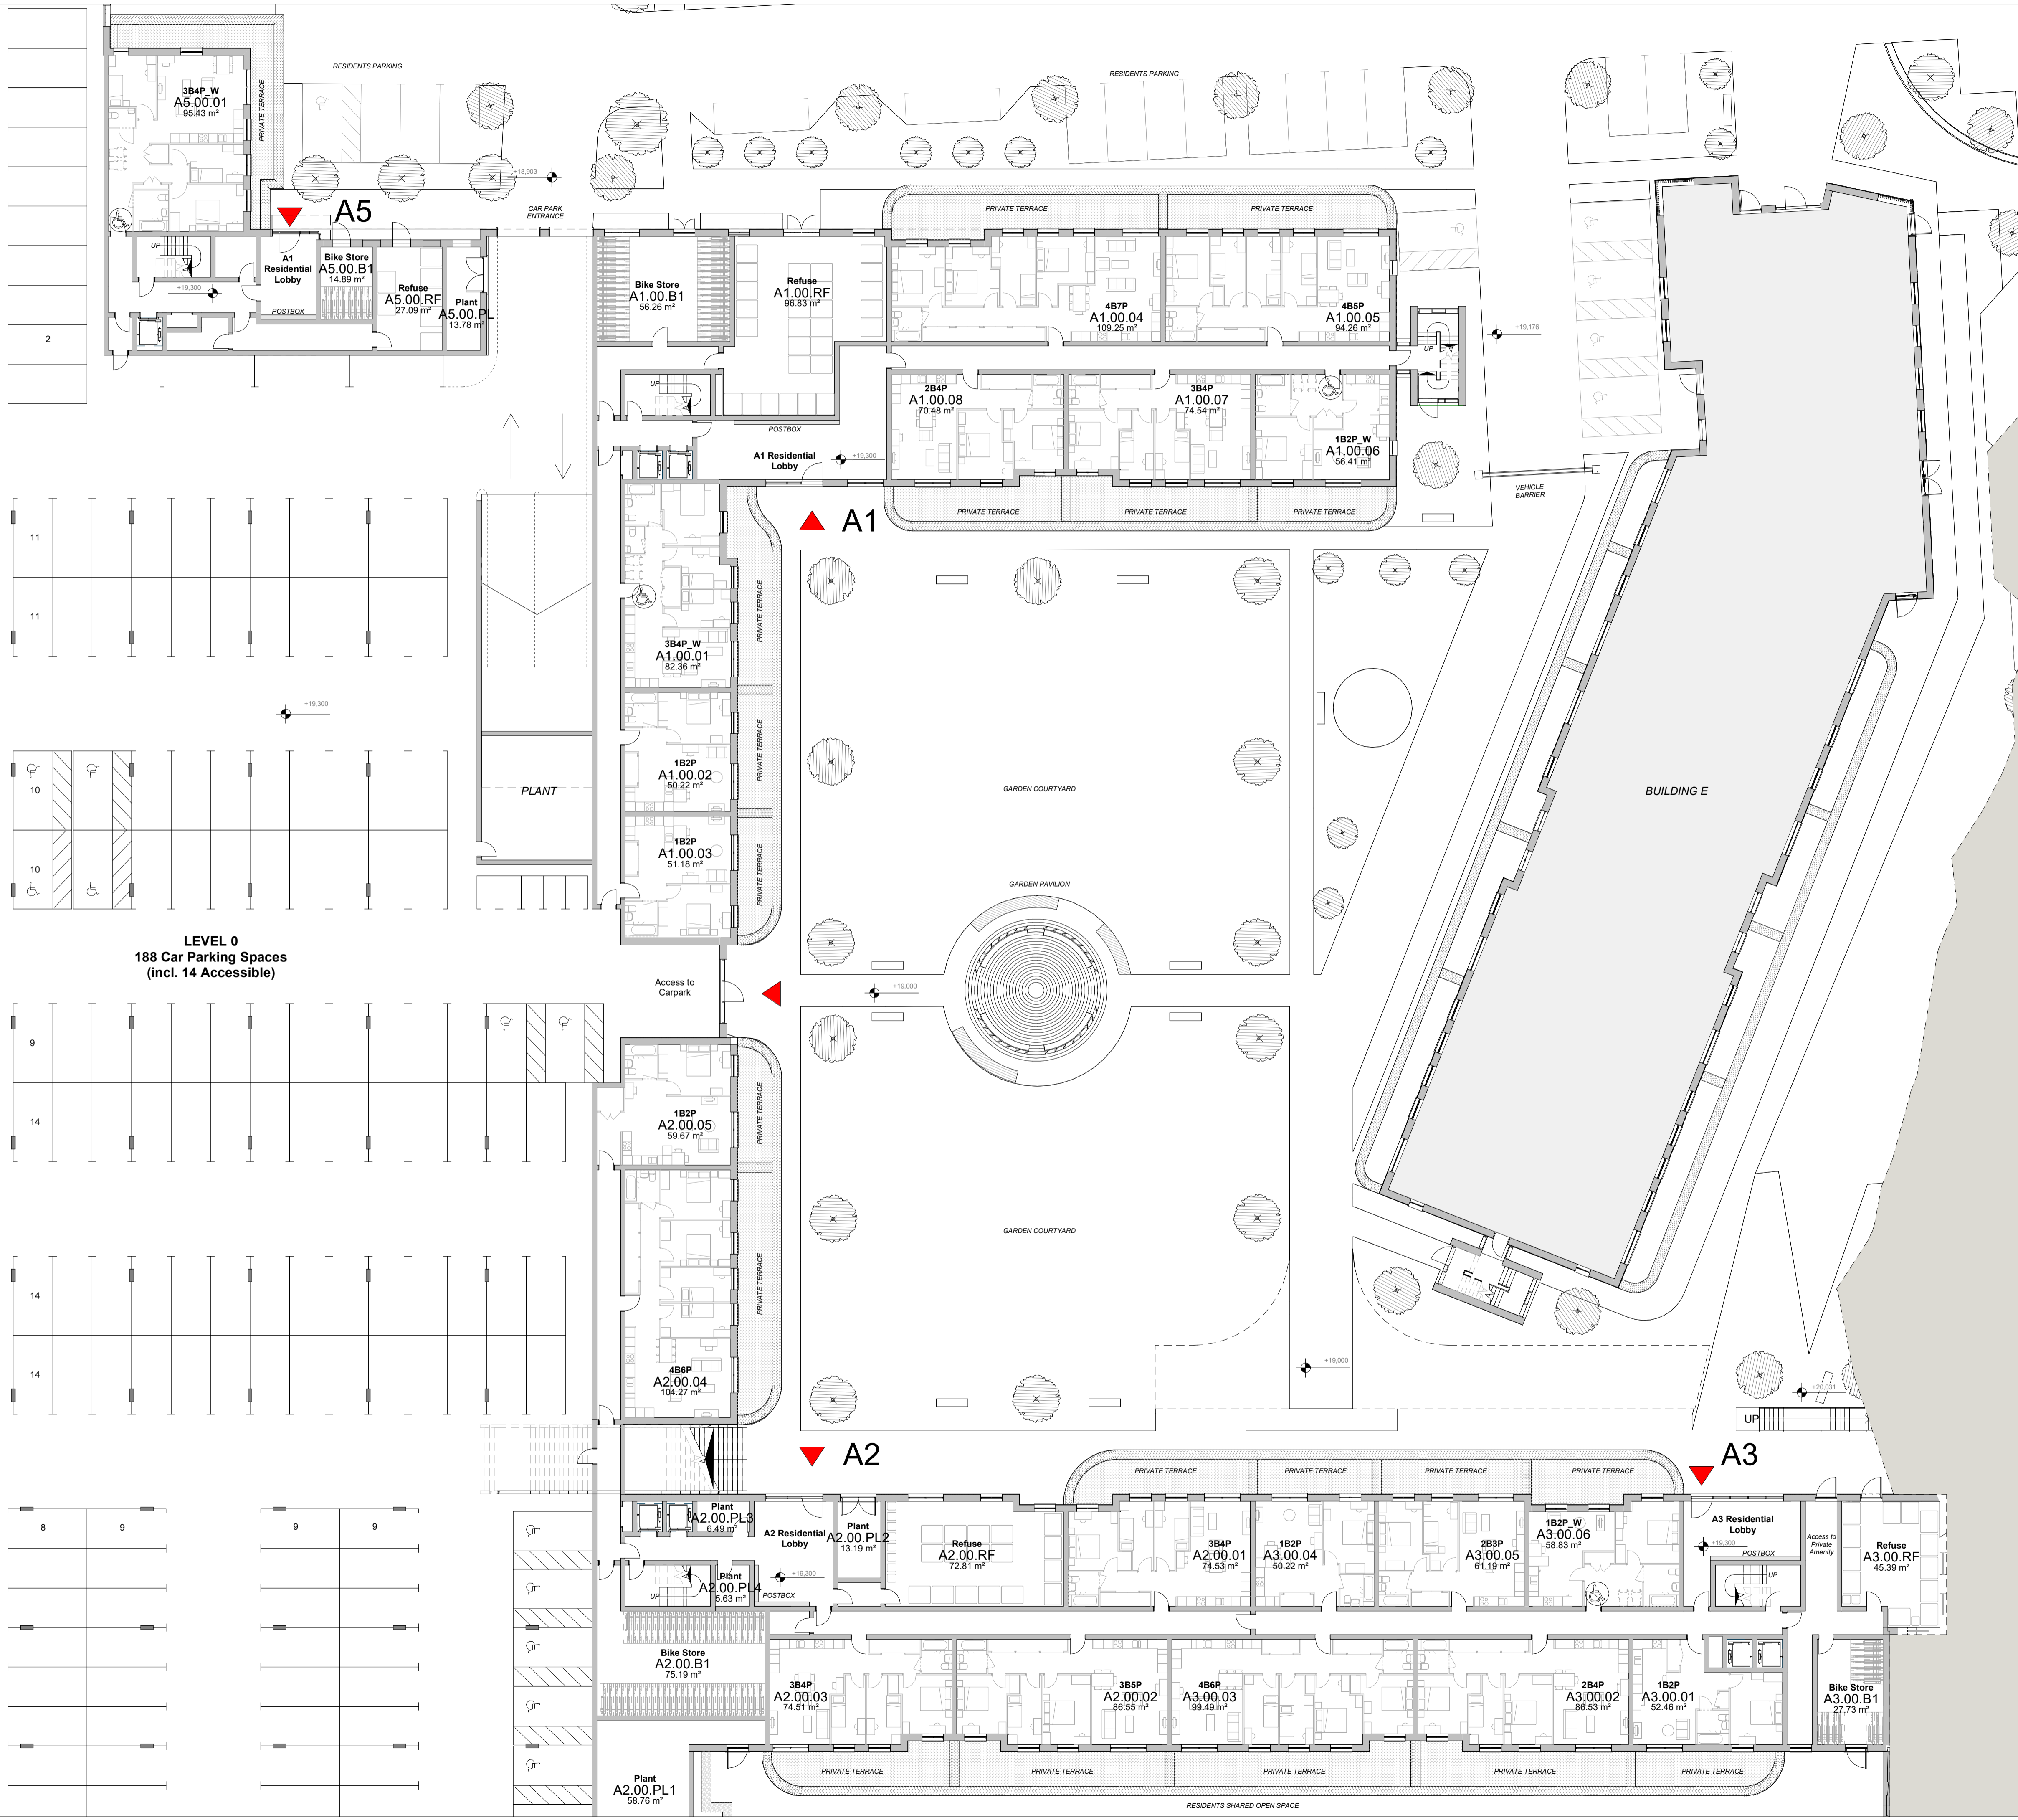 RESIDENTS PARKING
RESIDENTS PARKING
3B4P_W
A5.00.01
95.43 m²
PRIVATE TERRACE
+18,903
A5
CAR PARK
ENTRANCE
PRIVATE TERRACE
PRIVATE TERRACE
UP
+19,300
A1
Residential
Lobby
POSTBOX
Bike Store
A5.00.B1
14.89 m²
Refuse
A5.00.RF
27.09 m²
Plant
A5.00.PL
13.78 m²
Bike Store
A1.00.B1
56.26 m²
Refuse
A1.00.RF
96.83 m²
4B7P
A1.00.04
109.25 m²
4B5P
A1.00.05
94.26 m²
UP
+19,176
2
UP
2B4P
A1.00.08
70.48 m²
3B4P
A1.00.07
74.54 m²
1B2P_W
A1.00.06
56.41 m²
POSTBOX
A1 Residential
Lobby
+19,300
VEHICLE
BARRIER
A1
PRIVATE TERRACE
PRIVATE TERRACE
PRIVATE TERRACE
11
11
3B4P_W
A1.00.01
82.36 m²
PRIVATE TERRACE
+19,300
1B2P
A1.00.02
50.22 m²
PRIVATE TERRACE
PLANT
GARDEN COURTYARD
BUILDING E
10
10
1B2P
A1.00.03
51.18 m²
PRIVATE TERRACE
GARDEN PAVILION
LEVEL 0
188 Car Parking Spaces
(incl. 14 Accessible)
Access to
Carpark
+19,000
9
14
1B2P
A2.00.05
59.67 m²
PRIVATE TERRACE
GARDEN COURTYARD
14
14
PRIVATE TERRACE
4B6P
A2.00.04
104.27 m²
+19,000
+20,031
UP
A2
A3
PRIVATE TERRACE
PRIVATE TERRACE
PRIVATE TERRACE
PRIVATE TERRACE
8
9
9
9
Plant
A2.00.PL3
6.49 m²
A2 Residential
Lobby
Plant
A2.00.PL2
13.19 m²
Refuse
A2.00.RF
72.81 m²
3B4P
A2.00.01
74.53 m²
1B2P
A3.00.04
50.22 m²
2B3P
A3.00.05
61.19 m²
1B2P_W
A3.00.06
58.83 m²
A3 Residential
Lobby
+19,300
POSTBOX
UP
Access to
Private
Amenity
Refuse
A3.00.RF
45.39 m²
UP
Plant
A2.00.PL4
5.63 m²
+19,300
POSTBOX
Bike Store
A2.00.B1
75.19 m²
3B4P
A2.00.03
74.51 m²
3B5P
A2.00.02
86.55 m²
4B6P
A3.00.03
99.49 m²
2B4P
A3.00.02
86.53 m²
1B2P
A3.00.01
52.46 m²
Bike Store
A3.00.B1
27.73 m²
Plant
A2.00.PL1
58.76 m²
PRIVATE TERRACE
PRIVATE TERRACE
PRIVATE TERRACE
PRIVATE TERRACE
PRIVATE TERRACE
RESIDENTS SHARED OPEN SPACE